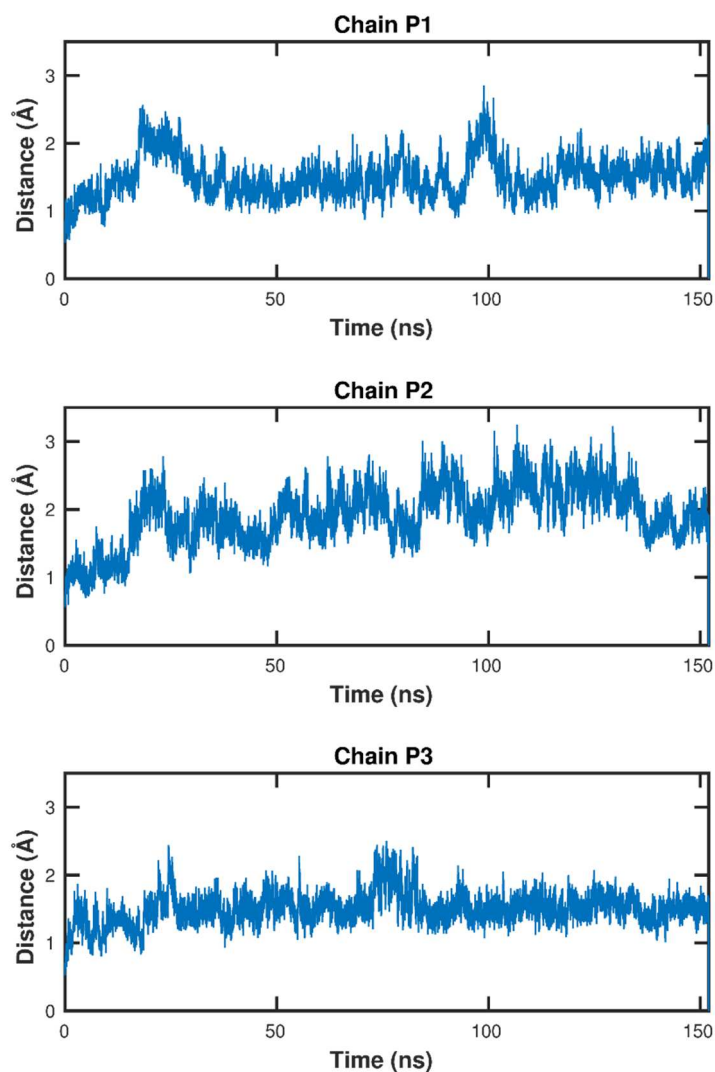 Chain P1
3
2
1
0
Distance (Å)
0 50 100 150
Time (ns)
Chain P2
3
2
1
0
Distance (Å)
0 50 100 150
Time (ns)
Chain P3
3
2
1
0
Distance (Å)
0 50 100 150
Time (ns)